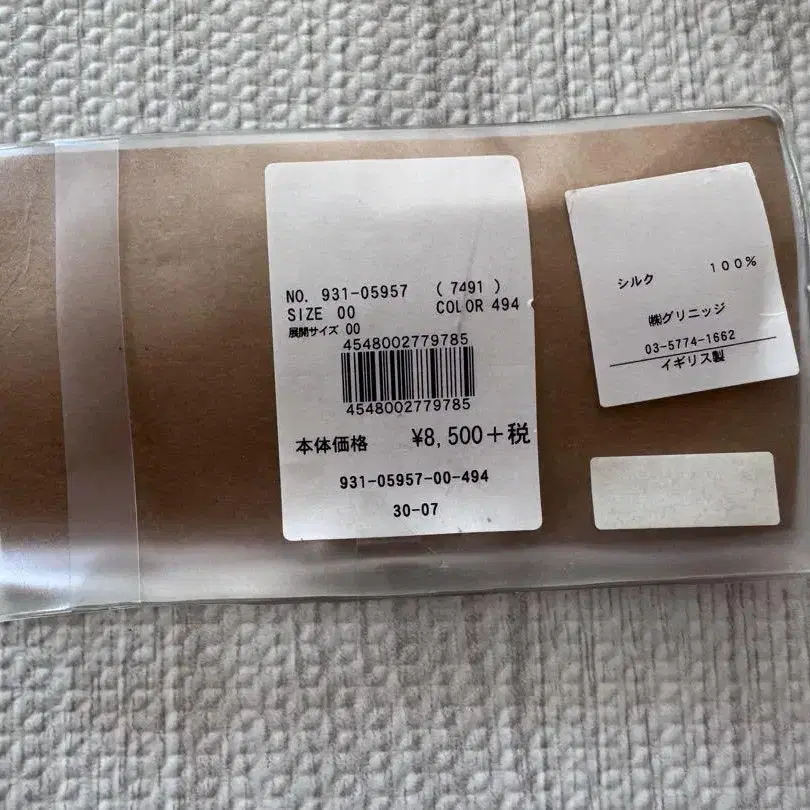 NO. 931-05957 ( 7491 )
SIZE 00 COLOR 494
展開サイズ 00
4548002779785
4548002779785
本体価格 ¥8,500+税
931-05957-00-494
30-07
シルク 100%
㈱グリニッジ
03-5774-1662
イギリス製